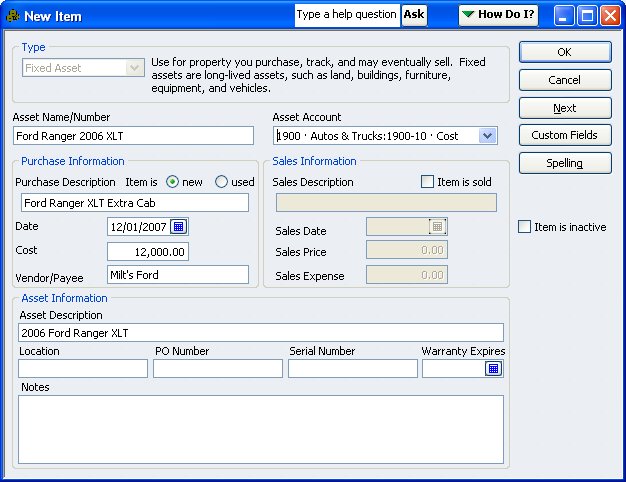 New Item
Type a help question Ask
How Do I?
Type
Fixed Asset
Use for property you purchase, track, and may eventually sell. Fixed
assets are long-lived assets, such as land, buildings, furniture,
equipment, and vehicles.
OK
Cancel
Next
Custom Fields
Spelling
Asset Name/Number
Ford Ranger 2006 XLT
Asset Account
1900 · Autos & Trucks:1900-10 · Cost
Purchase Information
Purchase Description Item is new used
Ford Ranger XLT Extra Cab
Date 12/01/2007
Cost 12,000.00
Vendor/Payee Milt's Ford
Sales Information
Sales Description Item is sold
Sales Date
Sales Price 0.00
Sales Expense 0.00
Item is inactive
Asset Information
Asset Description
2006 Ford Ranger XLT
Location PO Number Serial Number Warranty Expires
Notes